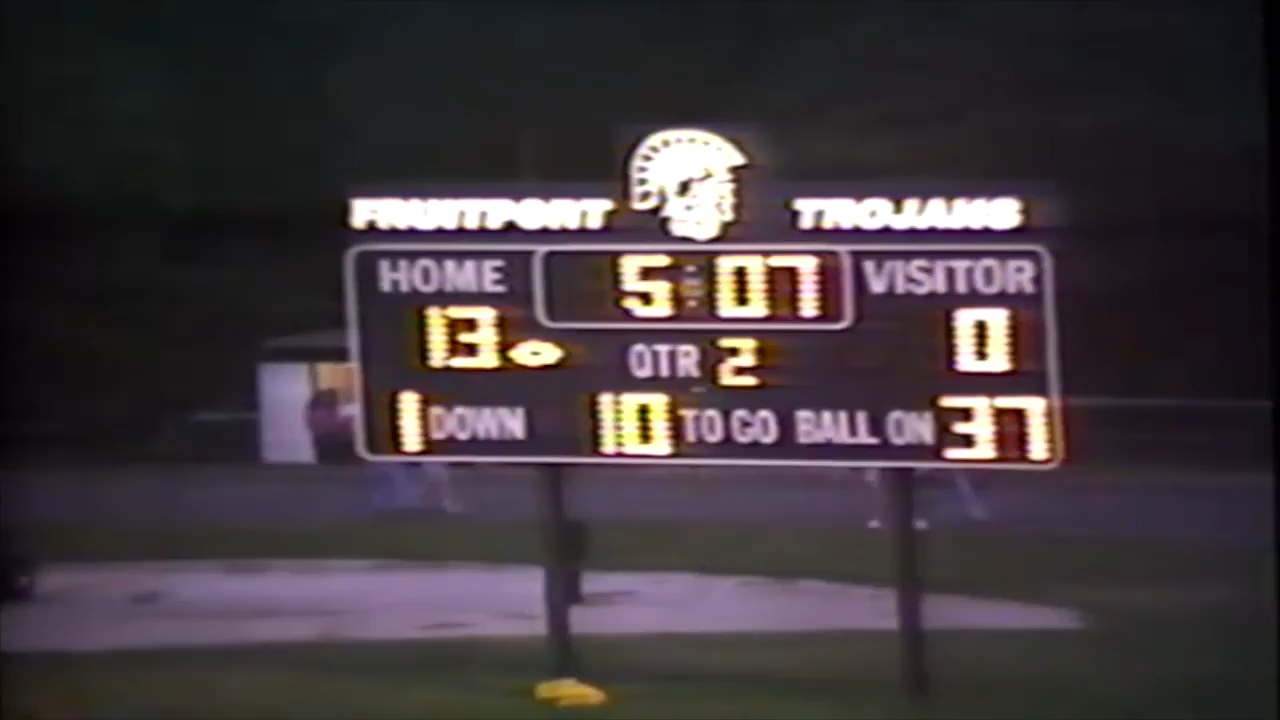 FRUITPORT TROJANS
HOME 5:07 VISITOR
13 QTR 2 0
1 DOWN 10 TO GO BALL ON 37